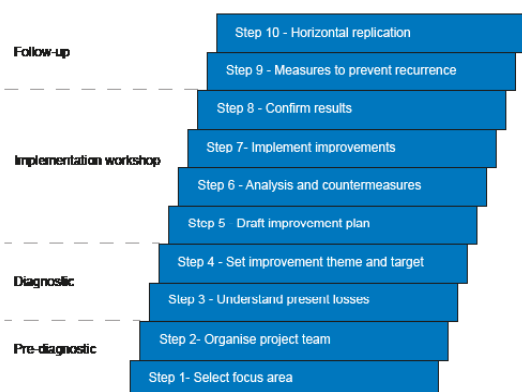 Step 10 - Horizontal replication
Follow-up
Step 9 - Measures to prevent recurrence
Step 8 - Confirm results
Step 7- Implement improvements
Implementation workshop
Step 6 - Analysis and countermeasures
Step 5 - Draft improvement plan
Step 4 - Set improvement theme and target
Diagnostic
Step 3 - Understand present losses
Step 2- Organise project team
Pre-diagnostic
Step 1- Select focus area